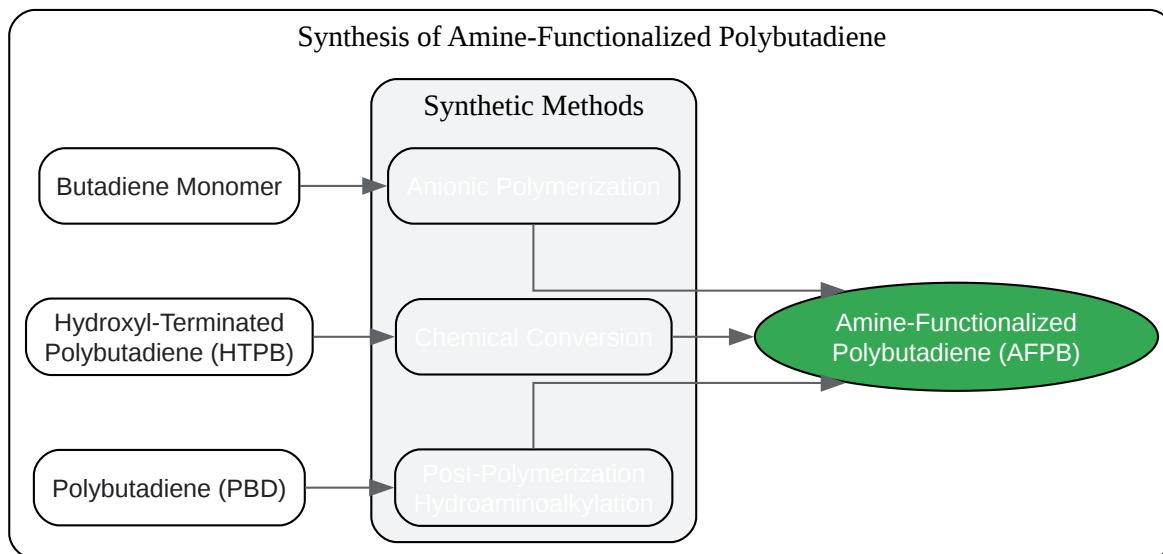 Synthesis of Amine-Functionalized Polybutadiene
Synthetic Methods
Butadiene Monomer
Anionic Polymerization
Hydroxyl-Terminated
Polybutadiene (HTPB)
Chemical Conversion
Amine-Functionalized
Polybutadiene (AFPB)
Polybutadiene (PBD)
Post-Polymerization
Hydroaminoalkylation